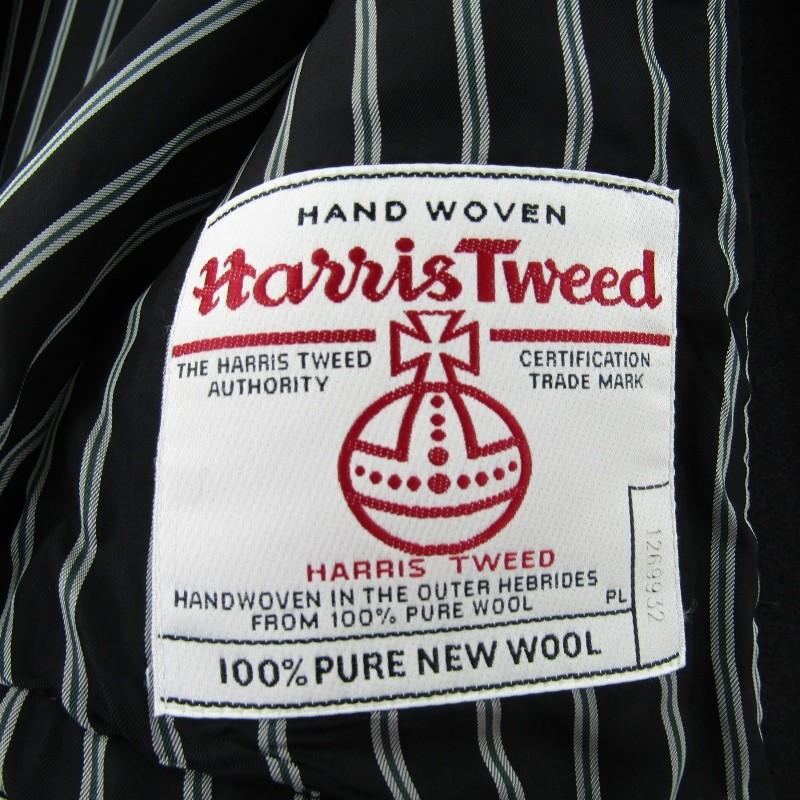 HAND WOVEN
Harris Tweed
THE HARRIS TWEED
AUTHORITY
CERTIFICATION
TRADE MARK
HARRIS TWEED
HANDWOVEN IN THE OUTER HEBRIDES
FROM 100% PURE WOOL
PL
1269932
100% PURE NEW WOOL